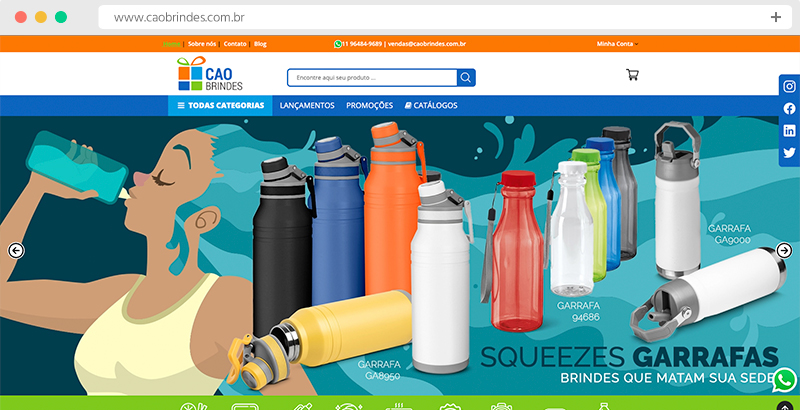 www.caobrindes.com.br
Home | Sobre nós | Contato | Blog
11 96484-9689 | vendas@caobrindes.com.br
Minha Conta
CAO
BRINDES
Encontre aqui seu produto ...
TODAS CATEGORIAS LANÇAMENTOS PROMOÇÕES CATÁLOGOS
GARRAFA
GA9000
GARRAFA
94686
GARRAFA
GA8950
SQUEEZES GARRAFAS
BRINDES QUE MATAM SUA SEDE